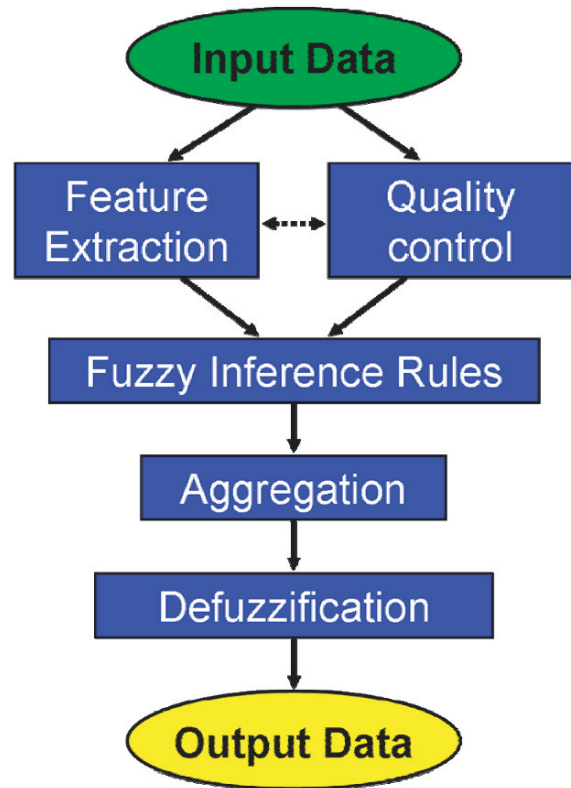 Input Data
Feature
Extraction
Quality
control
Fuzzy Inference Rules
Aggregation
Defuzzification
Output Data